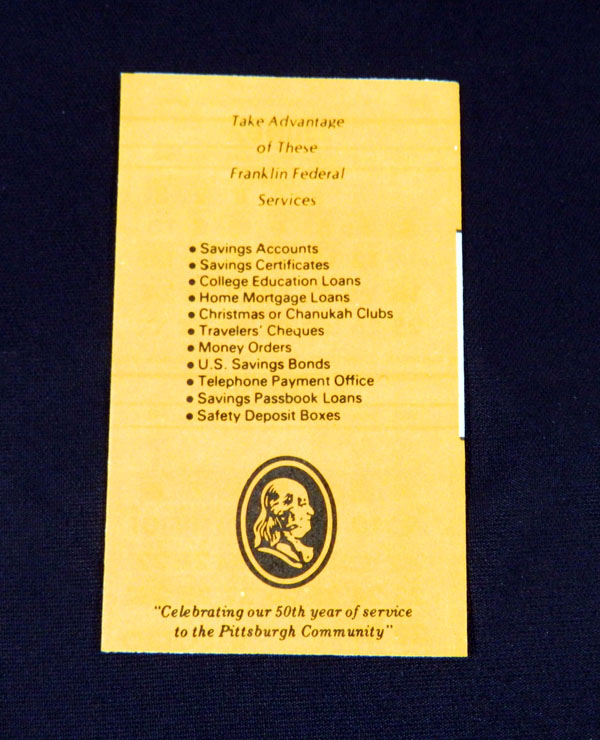 Take Advantage
of These
Franklin Federal
Services
• Savings Accounts
• Savings Certificates
• College Education Loans
• Home Mortgage Loans
• Christmas or Chanukah Clubs
• Travelers' Cheques
• Money Orders
• U.S. Savings Bonds
• Telephone Payment Office
• Savings Passbook Loans
• Safety Deposit Boxes
"Celebrating our 50th year of service
to the Pittsburgh Community"